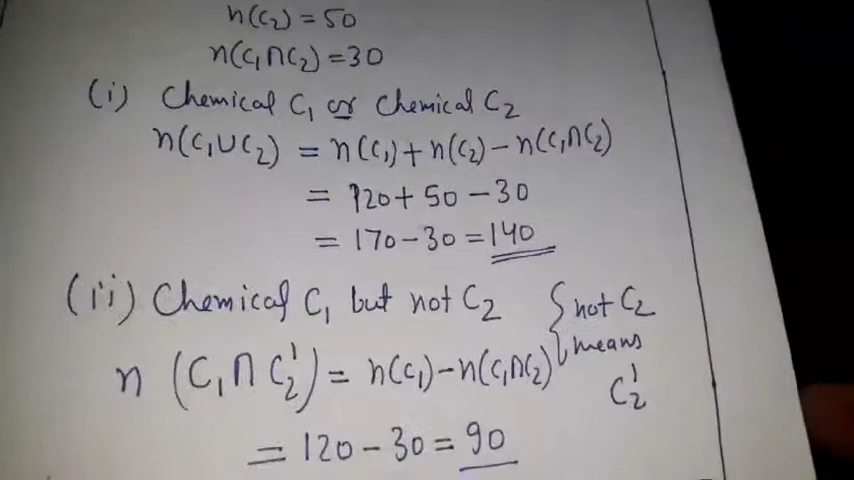 n(C₂) = 50
n(C₁∩C₂) = 30
(i) Chemical C₁ or Chemical C₂
n(C₁∪C₂) = n(C₁) + n(C₂) - n(C₁∩C₂)
= 120 + 50 - 30
= 170 - 30 = 140
(ii) Chemical C₁ but not C₂ { not C₂
means
n (C₁∩C₂') = n(C₁) - n(C₁∩C₂)
C₂'
= 120 - 30 = 90